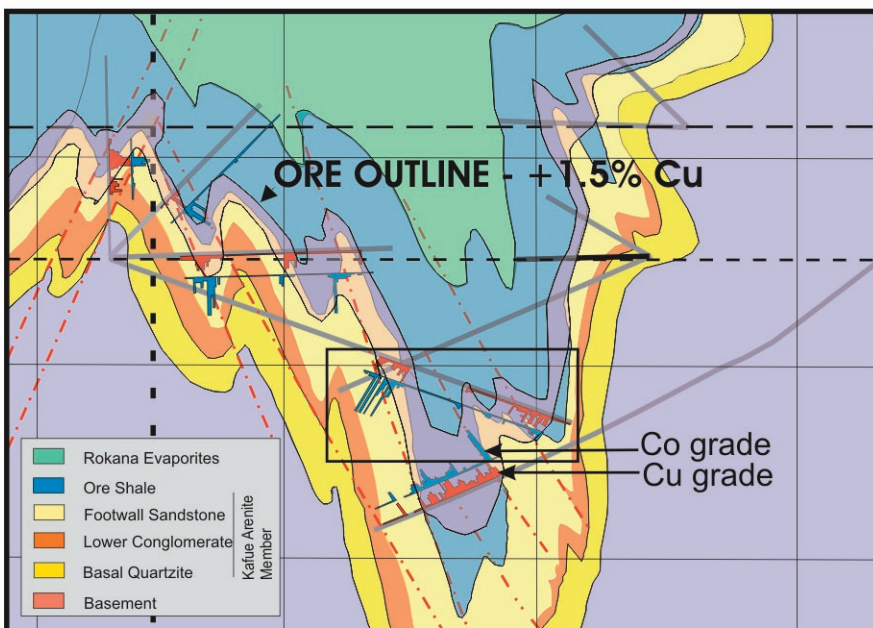 ORE OUTLINE - +1.5% Cu
Co grade
Cu grade
Rokana Evaporites
Ore Shale
Footwall Sandstone
Lower Conglomerate
Basal Quartzite
Basement
Kafue Arenite
Member